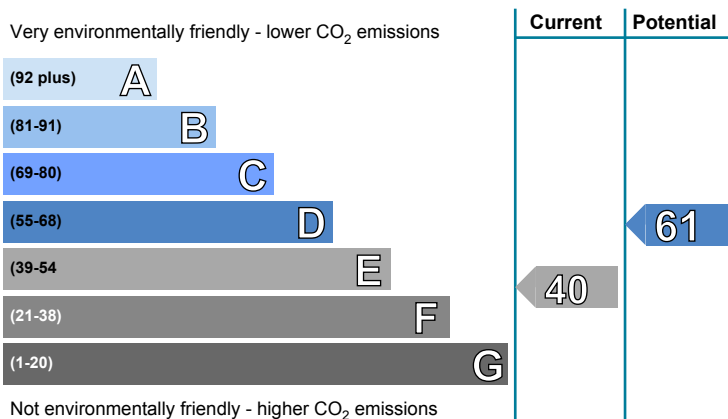 Very environmentally friendly - lower CO₂ emissions
Current
Potential
(92 plus) A
(81-91) B
(69-80) C
(55-68) D
61
(39-54 E
40
(21-38) F
(1-20) G
Not environmentally friendly - higher CO₂ emissions